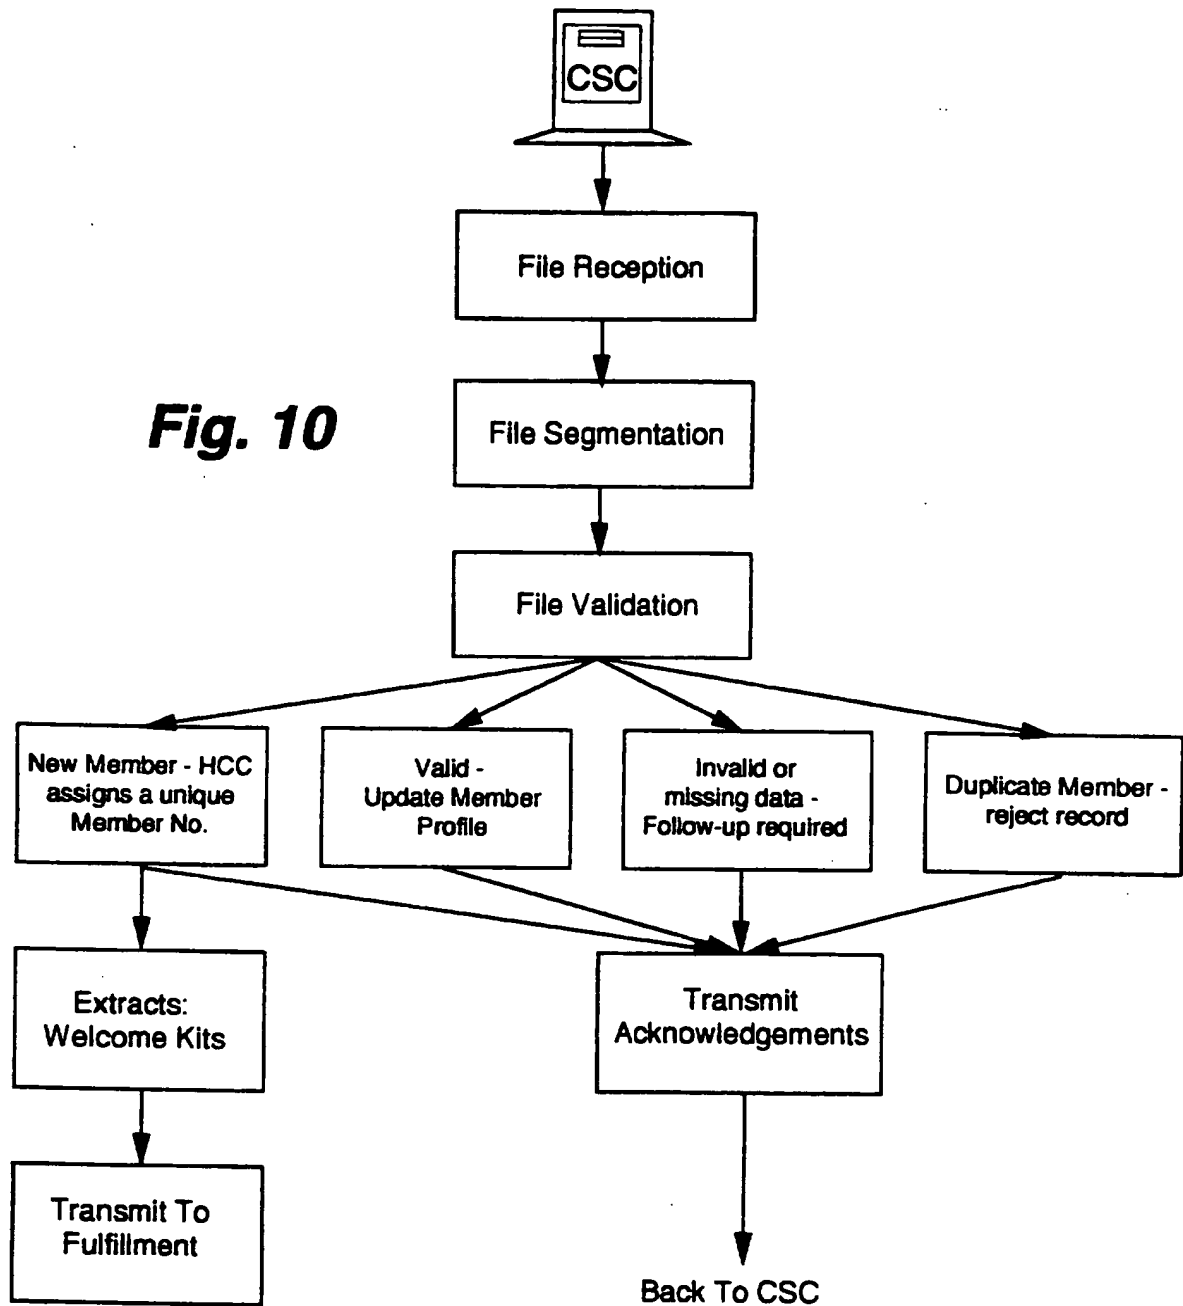 CSC
File Reception
Fig. 10
File Segmentation
File Validation
New Member - HCC
assigns a unique
Member No.
Valid -
Update Member
Profile
Invalid or
missing data -
Follow-up required
Duplicate Member -
reject record
Extracts:
Welcome Kits
Transmit
Acknowledgements
Transmit To
Fulfillment
Back To CSC